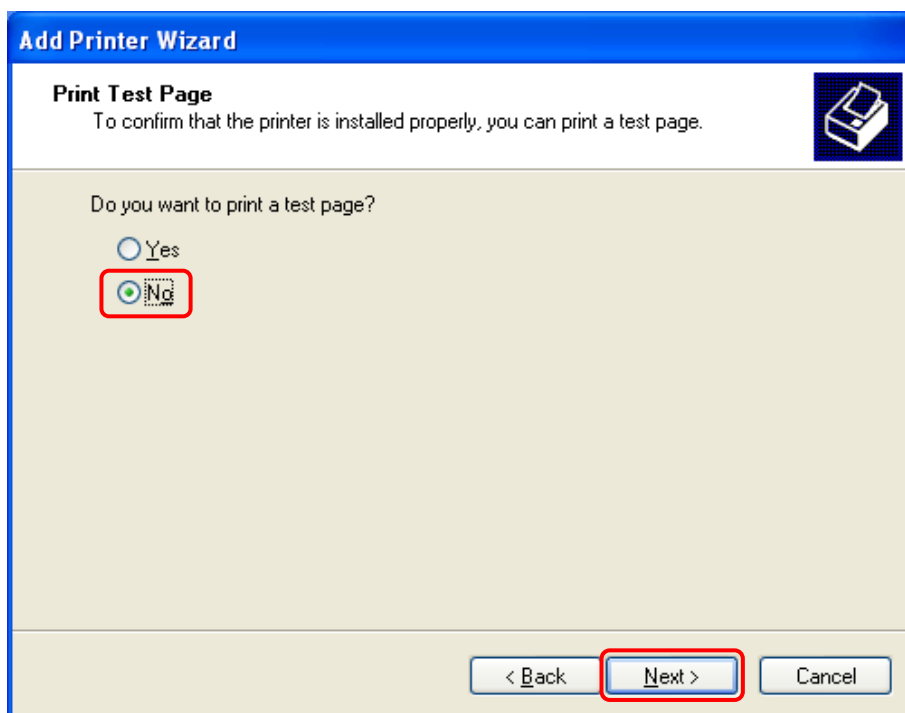 Add Printer Wizard
Print Test Page
To confirm that the printer is installed properly, you can print a test page.
Do you want to print a test page?
Yes
No
< Back Next > Cancel